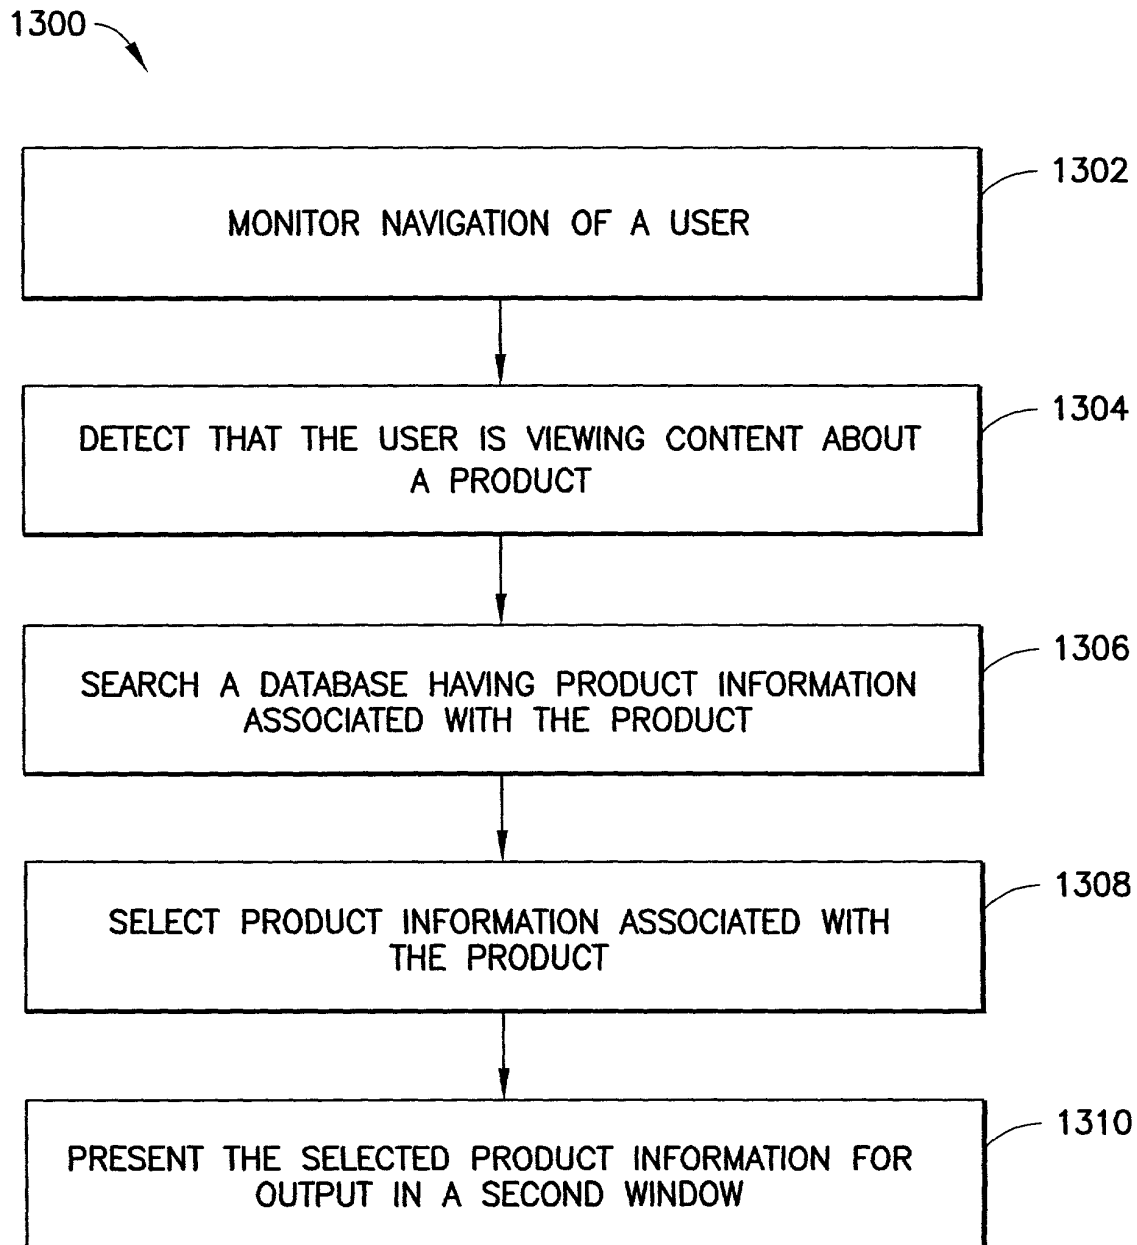 1300
MONITOR NAVIGATION OF A USER
1302
DETECT THAT THE USER IS VIEWING CONTENT ABOUT
A PRODUCT
1304
SEARCH A DATABASE HAVING PRODUCT INFORMATION
ASSOCIATED WITH THE PRODUCT
1306
SELECT PRODUCT INFORMATION ASSOCIATED WITH
THE PRODUCT
1308
PRESENT THE SELECTED PRODUCT INFORMATION FOR
OUTPUT IN A SECOND WINDOW
1310